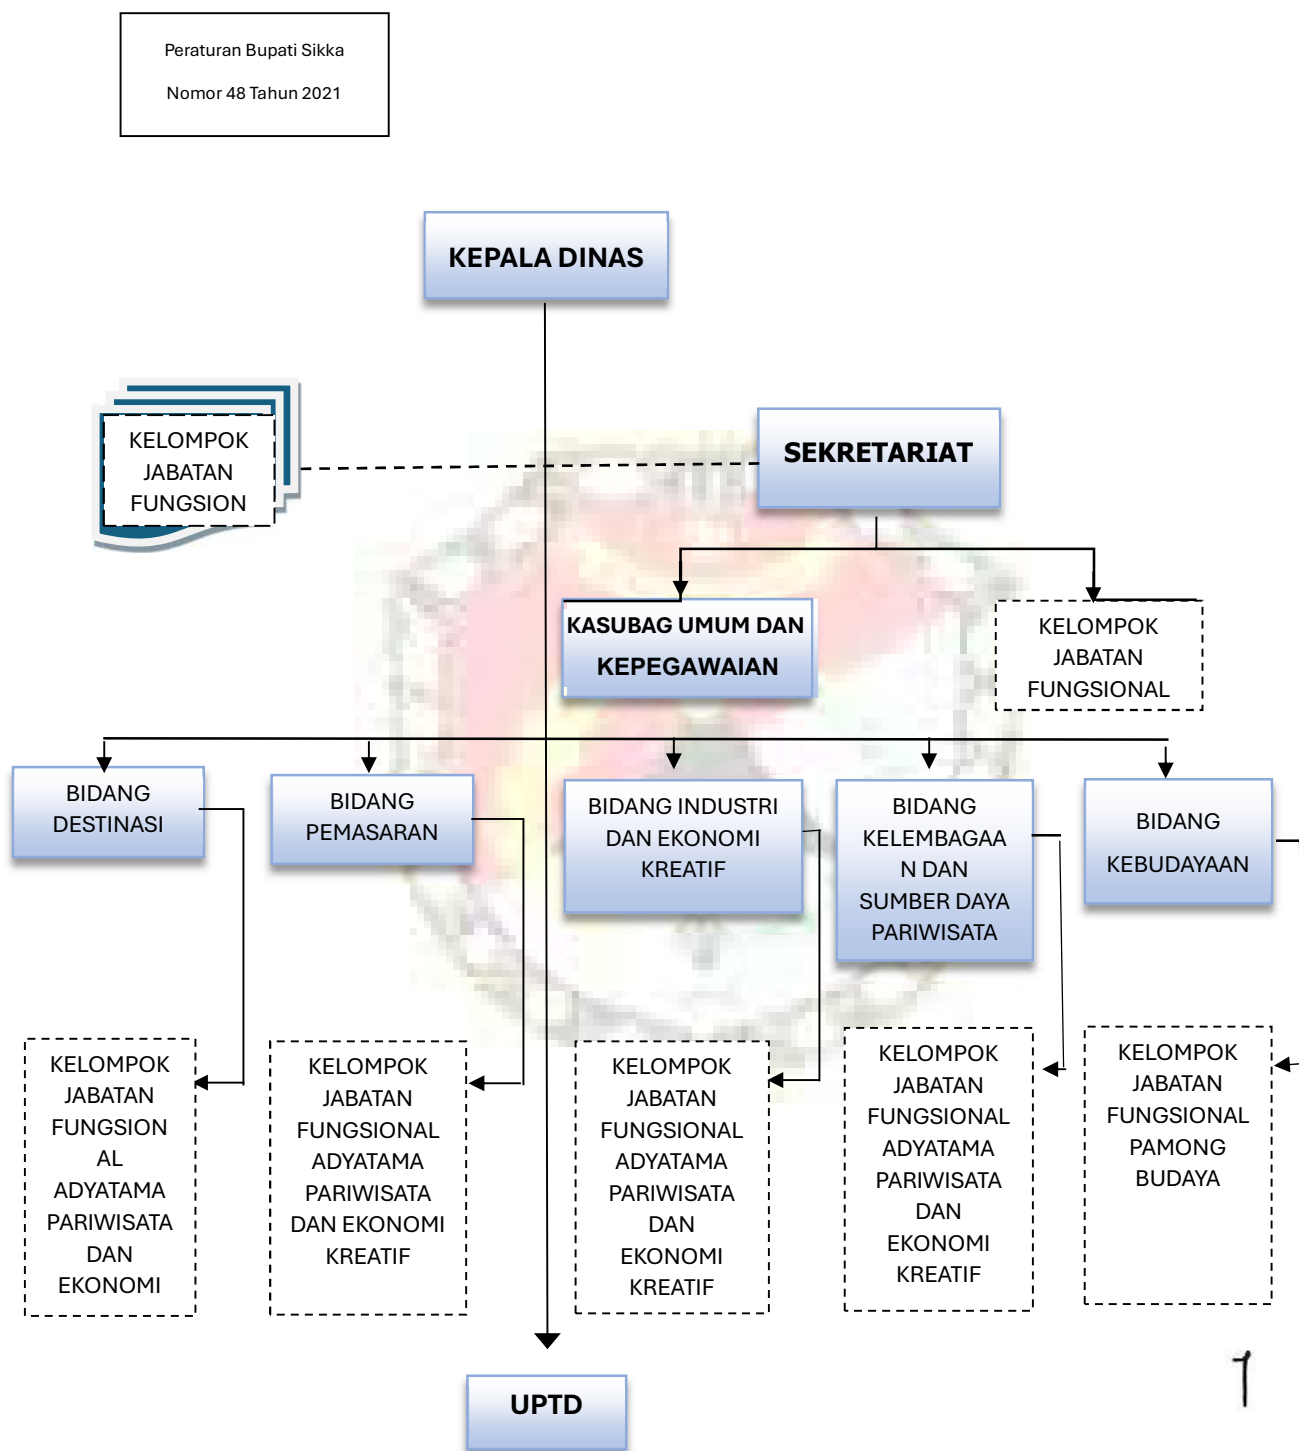 Peraturan Bupati Sikka
Nomor 48 Tahun 2021
KEPALA DINAS
KELOMPOK
JABATAN
FUNGSION
SEKRETARIAT
KASUBAG UMUM DAN
KEPEGAWAIAN
KELOMPOK
JABATAN
FUNGSIONAL
BIDANG
DESTINASI
BIDANG
PEMASARAN
BIDANG INDUSTRI
DAN EKONOMI
KREATIF
BIDANG
KELEMBAGAA
N DAN
SUMBER DAYA
PARIWISATA
BIDANG
KEBUDAYAAN
KELOMPOK
JABATAN
FUNGSION
AL
ADYATAMA
PARIWISATA
DAN
EKONOMI
KELOMPOK
JABATAN
FUNGSIONAL
ADYATAMA
PARIWISATA
DAN EKONOMI
KREATIF
KELOMPOK
JABATAN
FUNGSIONAL
ADYATAMA
PARIWISATA
DAN
EKONOMI
KREATIF
KELOMPOK
JABATAN
FUNGSIONAL
ADYATAMA
PARIWISATA
DAN
EKONOMI
KREATIF
KELOMPOK
JABATAN
FUNGSIONAL
PAMONG
BUDAYA
UPTD